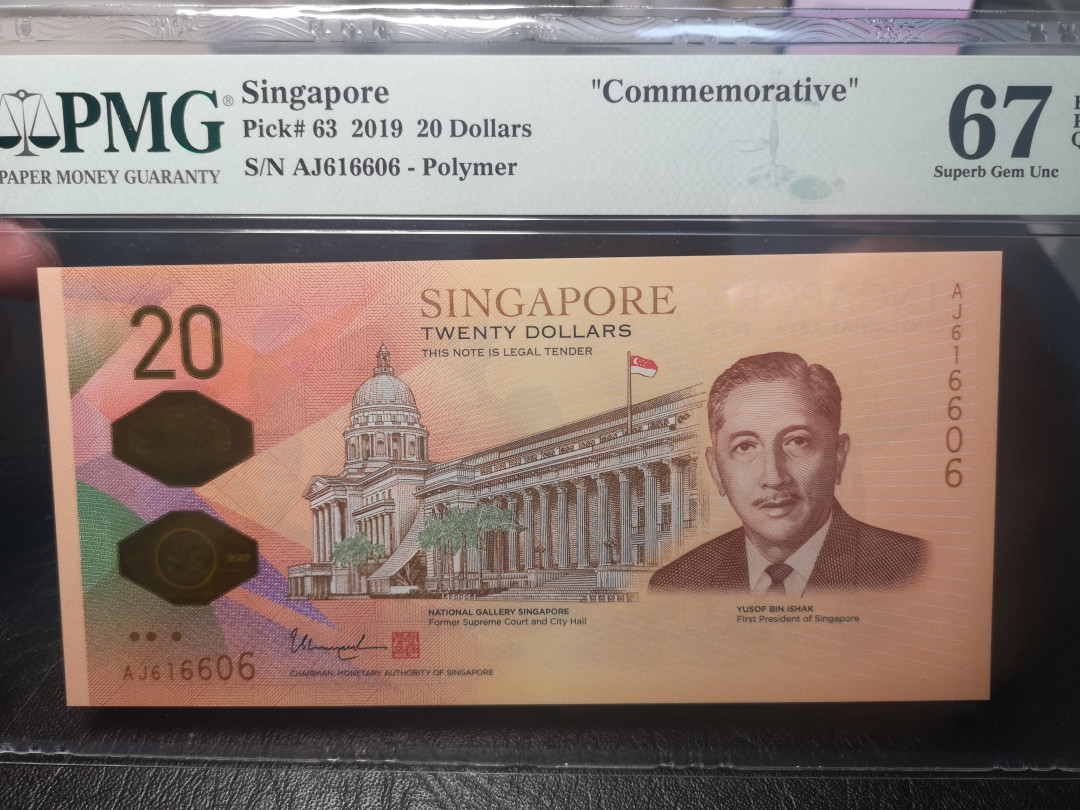 PMG®
PAPER MONEY GUARANTY
Singapore
Pick# 63 2019 20 Dollars
S/N AJ616606 - Polymer
"Commemorative"
67
Superb Gem Unc
20
SINGAPORE
TWENTY DOLLARS
THIS NOTE IS LEGAL TENDER
AJ616606
NATIONAL GALLERY SINGAPORE
Former Supreme Court and City Hall
YUSOF BIN ISHAK
First President of Singapore
AJ616606
CHAIRMAN, MONETARY AUTHORITY OF SINGAPORE